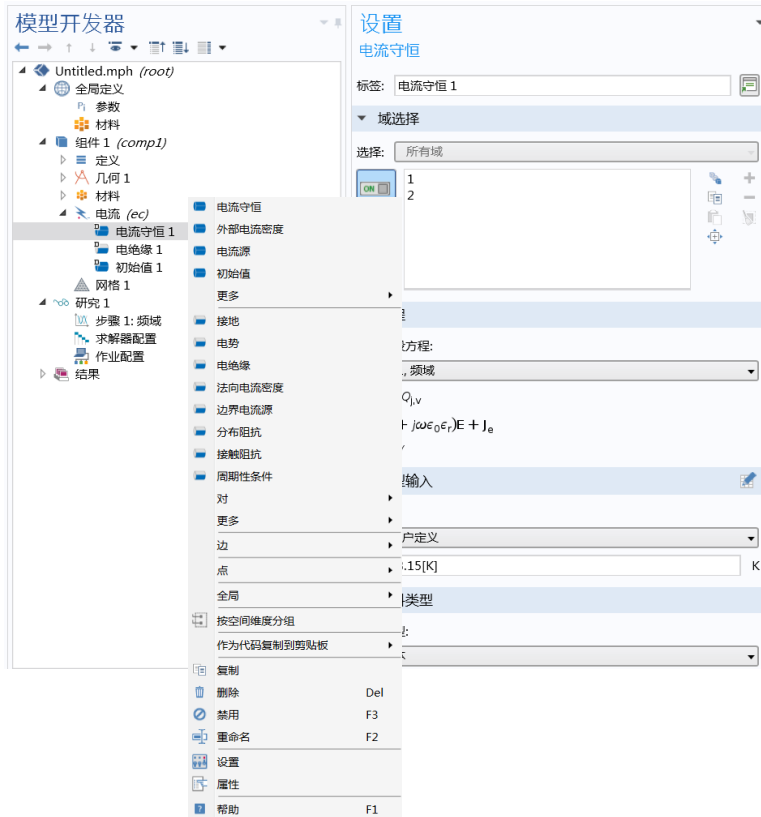 模型开发器
Untitled.mph (root)
全局定义
Pi 参数
材料
组件 1 (comp1)
定义
几何 1
材料
电流 (ec)
电流守恒 1
电绝缘 1
初始值 1
网格 1
研究 1
步骤 1: 频域
求解器配置
作业配置
结果
电流守恒
外部电流密度
电流源
初始值
更多
接地
电势
电绝缘
法向电流密度
边界电流源
分布阻抗
接触阻抗
周期性条件
对
更多
边
点
全局
按空间维度分组
作为代码复制到剪贴板
复制
删除 Del
禁用 F3
重命名 F2
设置
属性
帮助 F1
设置
电流守恒
标签: 电流守恒 1
域选择
选择: 所有域
ON
1
2
方程:
, 频域
Qj,v
+ jωϵ0ϵr)E + Je
输入
户定义
.15[K] K
类型